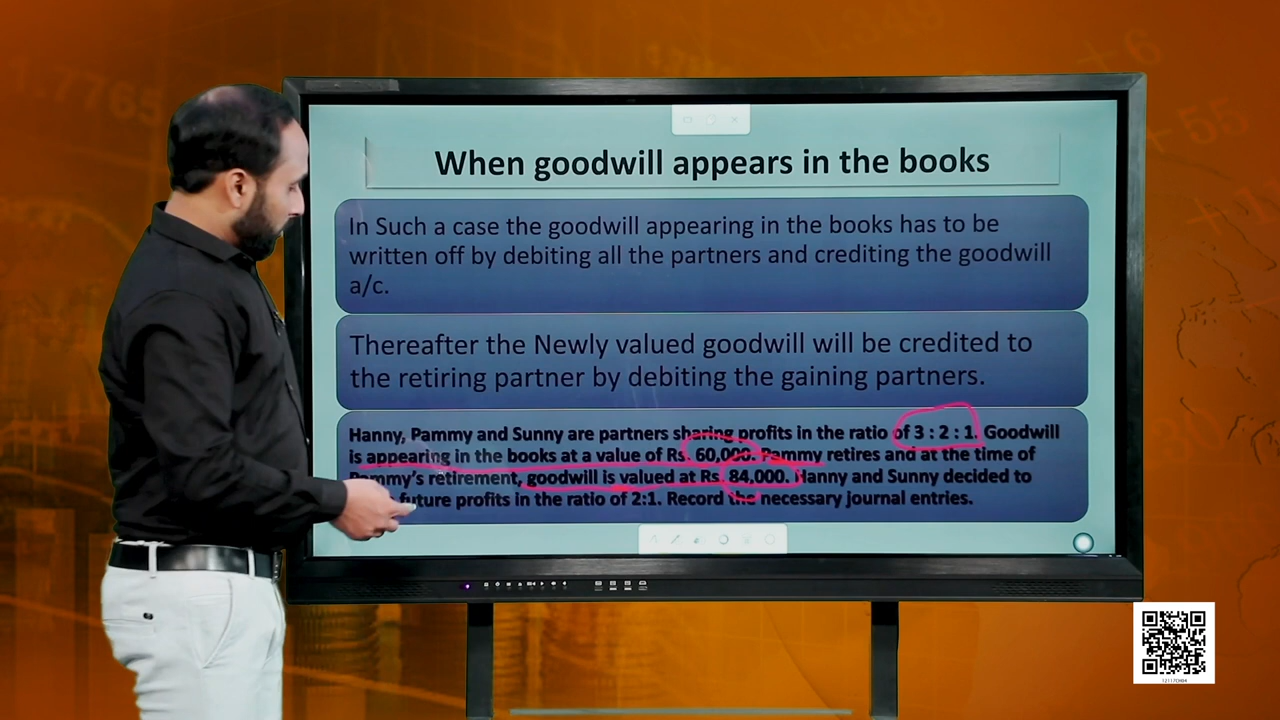 When goodwill appears in the books
In Such a case the goodwill appearing in the books has to be
written off by debiting all the partners and crediting the goodwill
a/c.
Thereafter the Newly valued goodwill will be credited to
the retiring partner by debiting the gaining partners.
Hanny, Pammy and Sunny are partners sharing profits in the ratio of 3 : 2 : 1. Goodwill
is appearing in the books at a value of Rs. 60,000. Pammy retires and at the time of
Pammy's retirement, goodwill is valued at Rs 84,000. Hanny and Sunny decided to
future profits in the ratio of 2:1. Record the necessary journal entries.
12117CH04